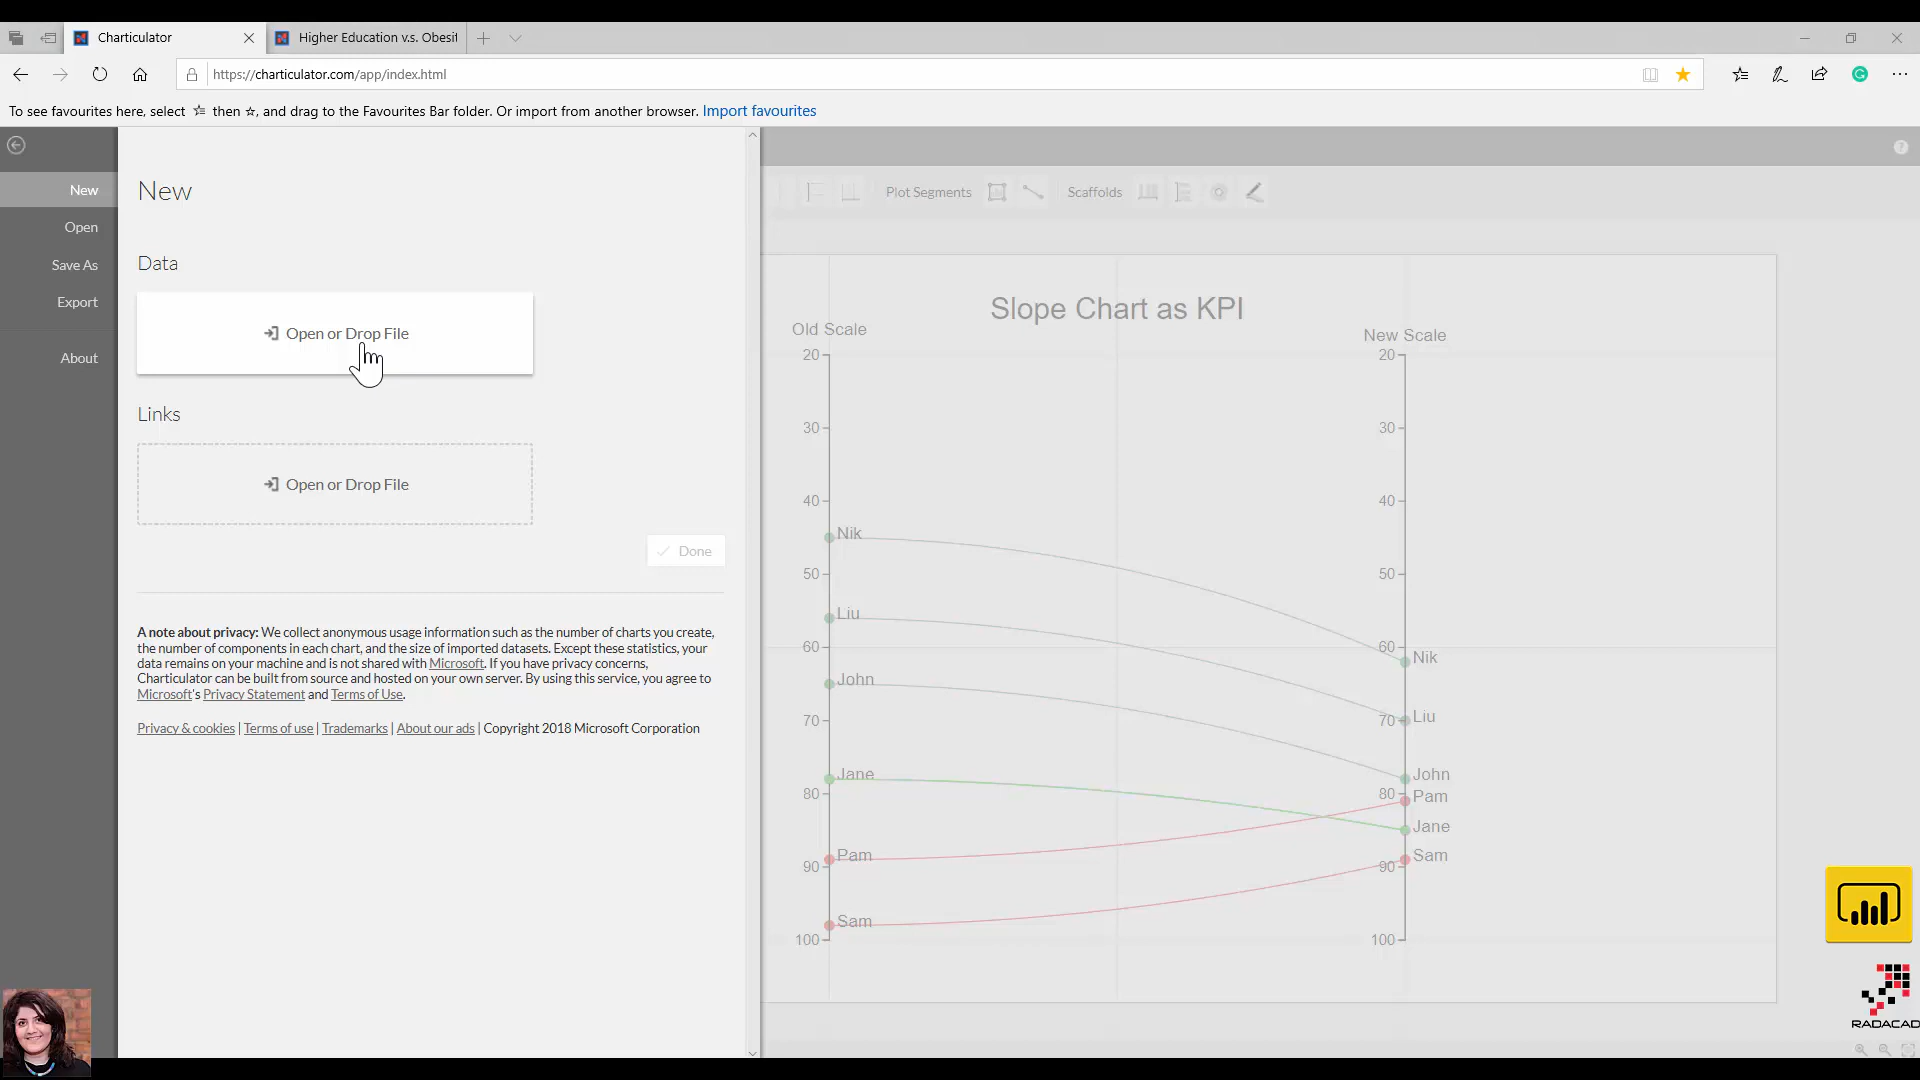 Charticulator
Higher Education v.s. Obesit
https://charticulator.com/app/index.html
To see favourites here, select then , and drag to the Favourites Bar folder. Or import from another browser. Import favourites
New
Open
Save As
Export
About
New
Data
Open or Drop File
Links
Open or Drop File
Done
A note about privacy: We collect anonymous usage information such as the number of charts you create,
the number of components in each chart, and the size of imported datasets. Except these statistics, your
data remains on your machine and is not shared with Microsoft. If you have privacy concerns,
Charticulator can be built from source and hosted on your own server. By using this service, you agree to
Microsoft's Privacy Statement and Terms of Use.
Privacy & cookies | Terms of use | Trademarks | About our ads | Copyright 2018 Microsoft Corporation
Plot Segments
Scaffolds
Slope Chart as KPI
Old Scale
20
30
40
Nik
50
Liu
60
John
70
Jane
80
Pam
90
Sam
100
New Scale
20
30
40
50
60
Nik
70
Liu
John
80
Pam
Jane
Sam
90
100
RADACAD